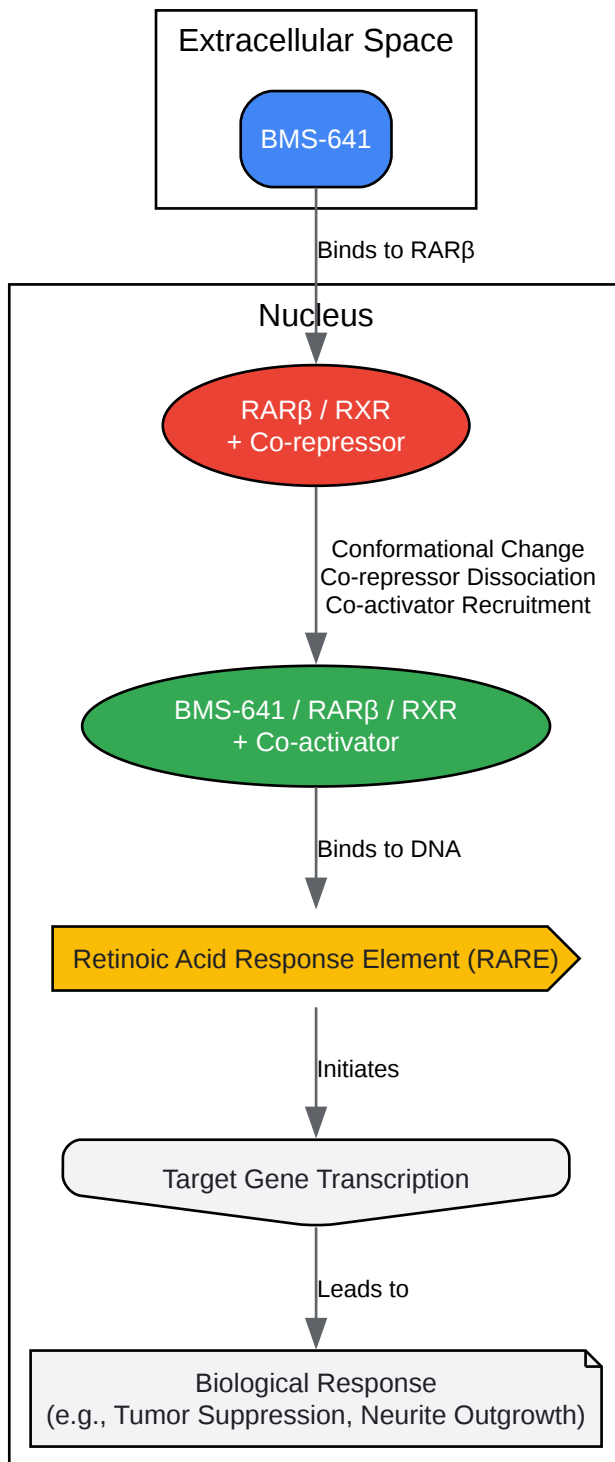 Extracellular Space
BMS-641
Binds to RARβ
Nucleus
RARβ / RXR
+ Co-repressor
Conformational Change
Co-repressor Dissociation
Co-activator Recruitment
BMS-641 / RARβ / RXR
+ Co-activator
Binds to DNA
Retinoic Acid Response Element (RARE)
Initiates
Target Gene Transcription
Leads to
Biological Response
(e.g., Tumor Suppression, Neurite Outgrowth)